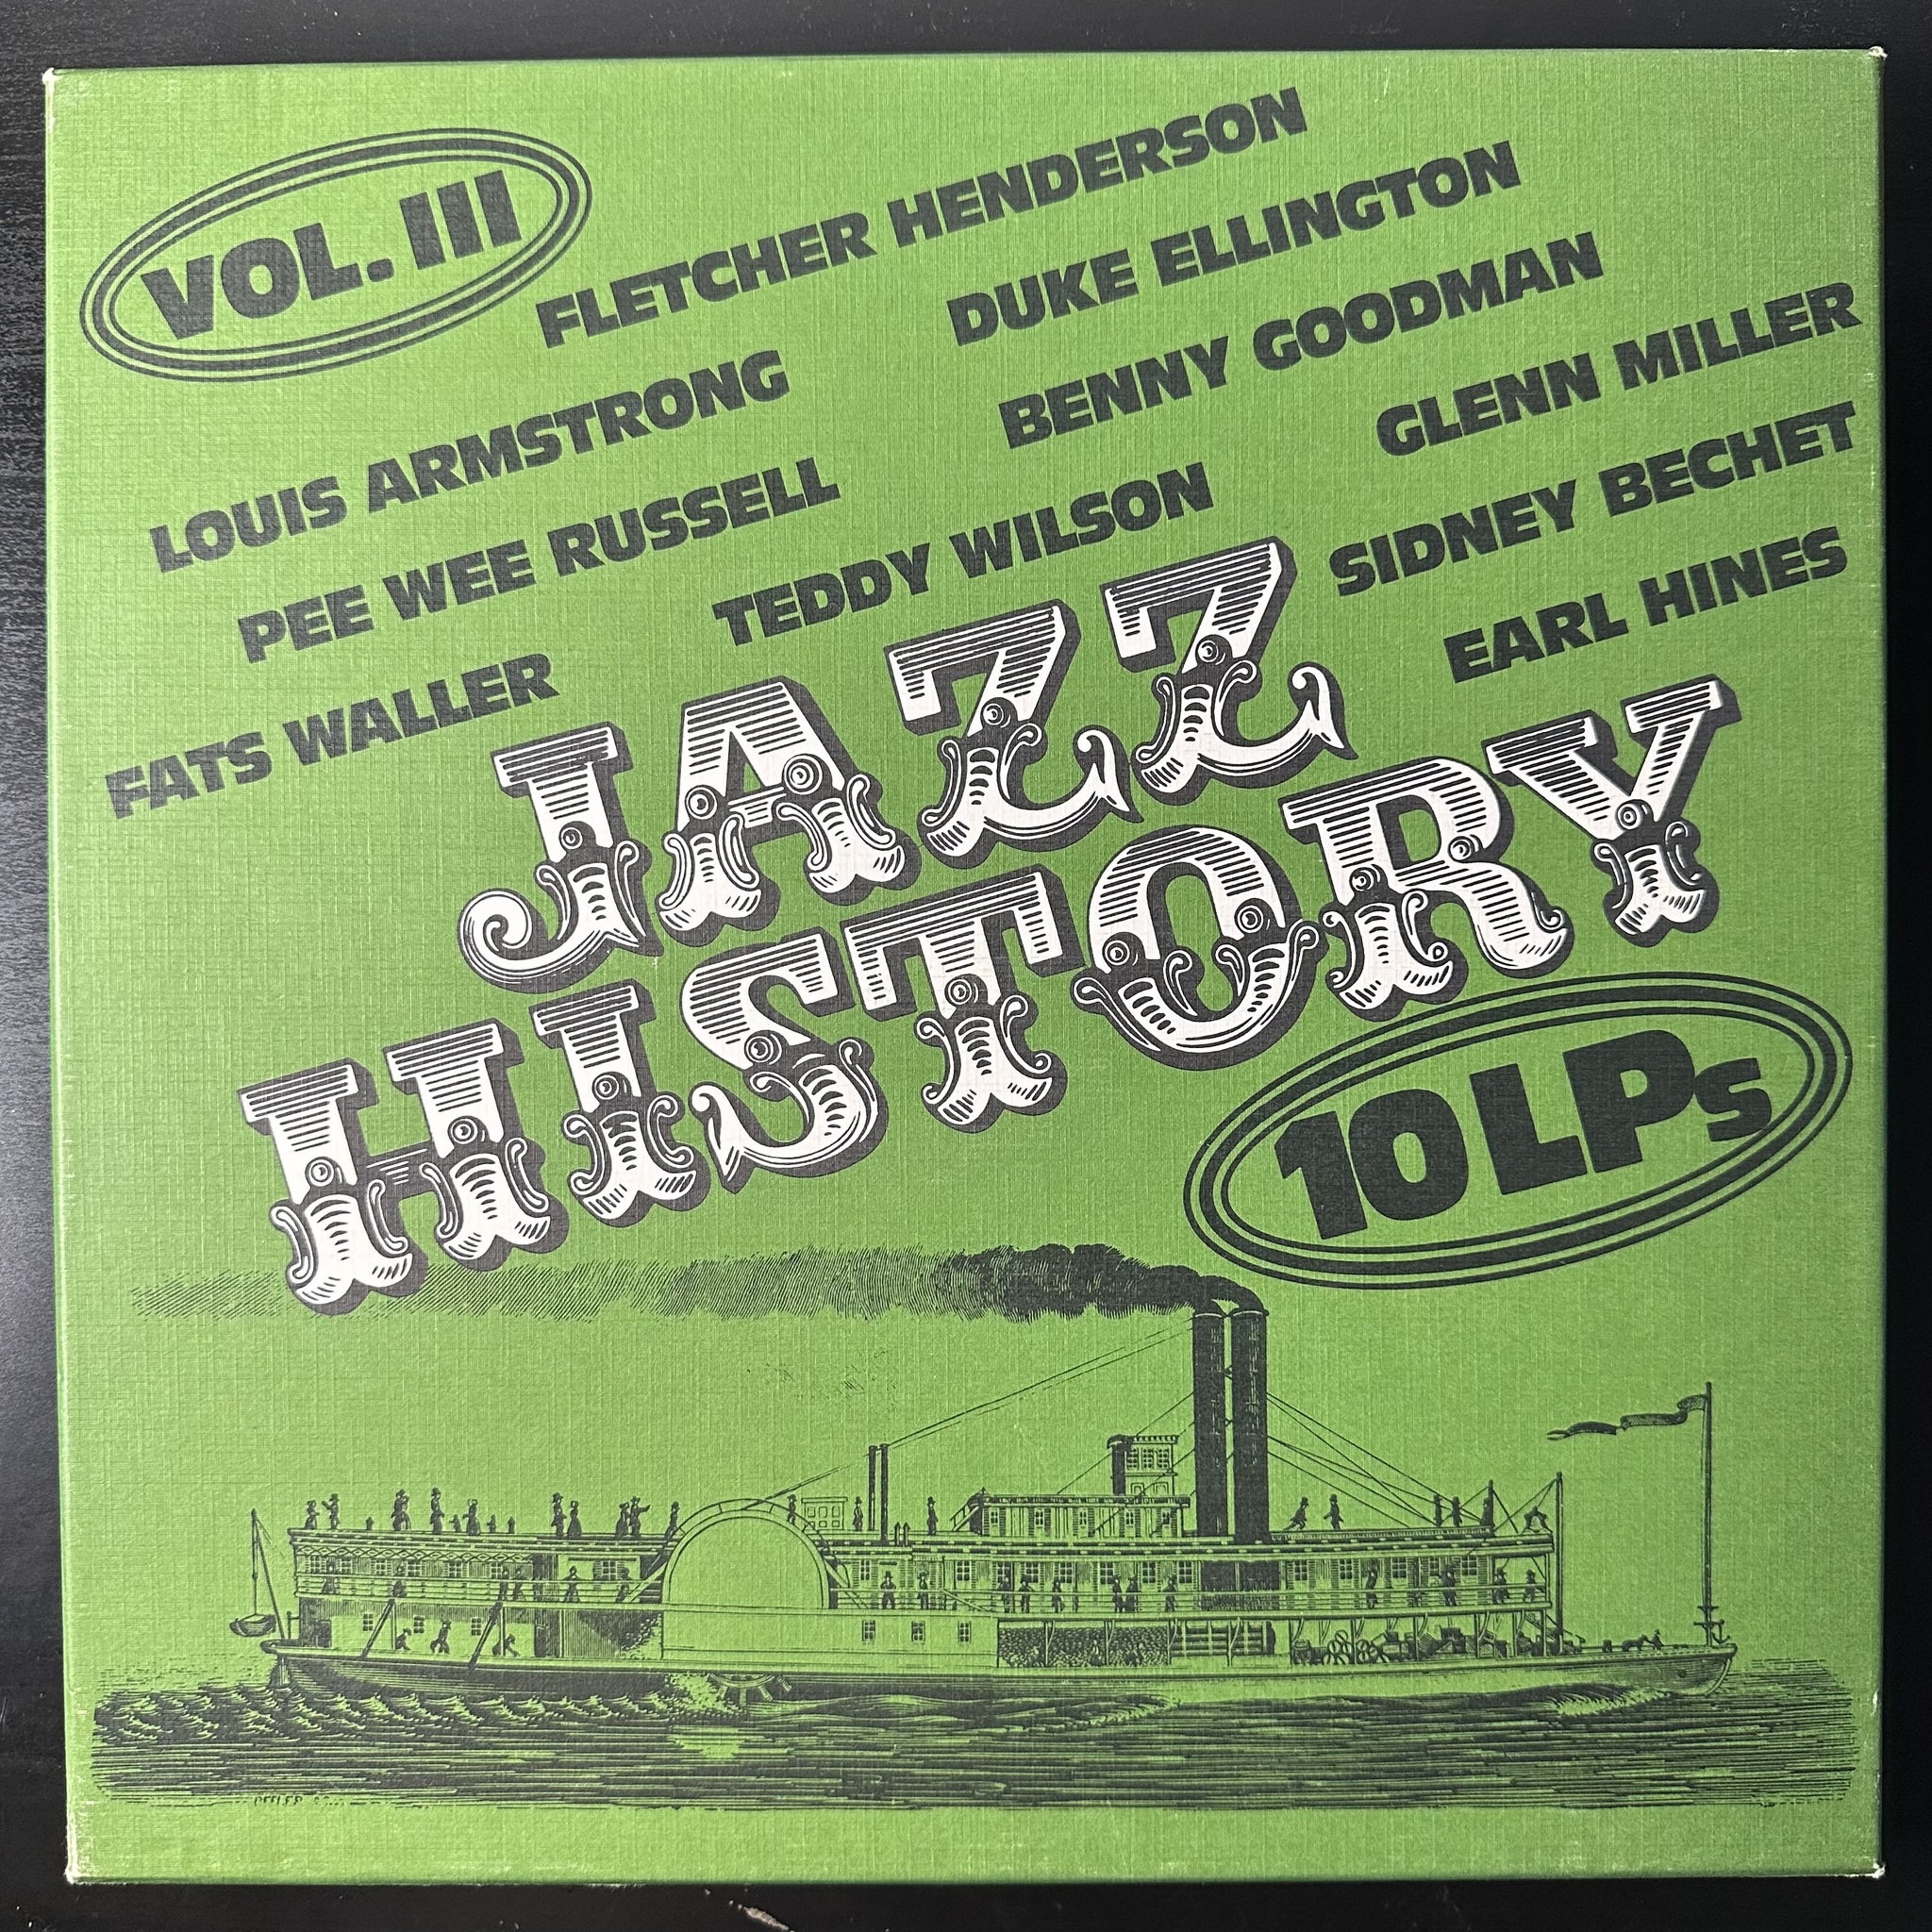 VOL. III
FLETCHER HENDERSON
DUKE ELLINGTON
LOUIS ARMSTRONG
BENNY GOODMAN
GLENN MILLER
PEE WEE RUSSELL
TEDDY WILSON
SIDNEY BECHET
FATS WALLER
EARL HINES
JAZZ
HISTORY
10 LPs